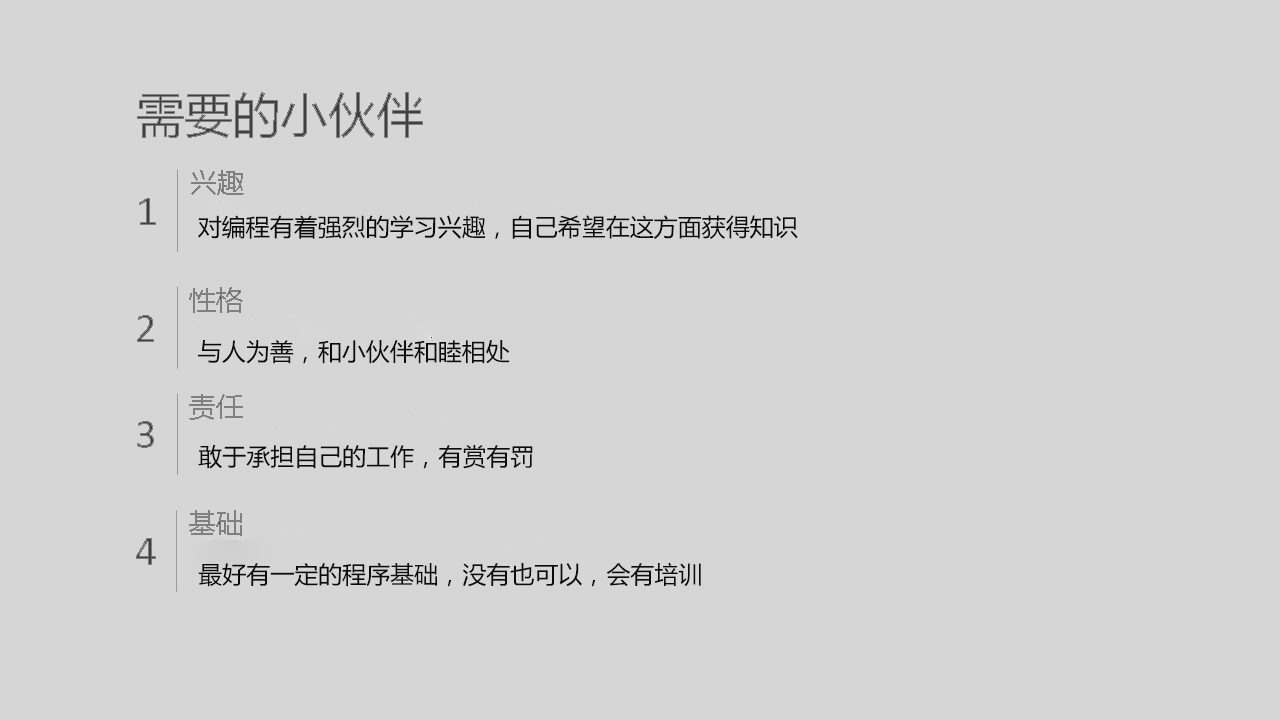 需要的小伙伴
1
兴趣
对编程有着强烈的学习兴趣，自己希望在这方面获得知识
2
性格
与人为善，和小伙伴和睦相处
3
责任
敢于承担自己的工作，有赏有罚
4
基础
最好有一定的程序基础，没有也可以，会有培训